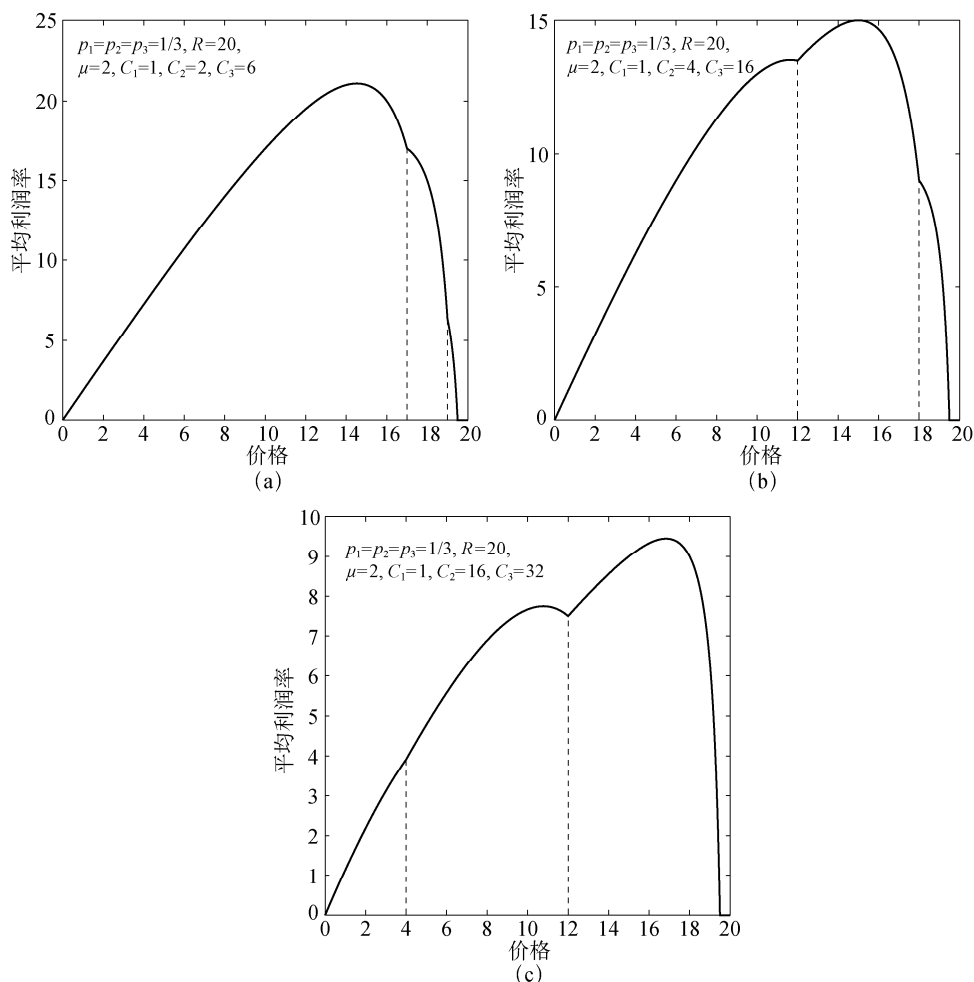 p₁=p₂=p₃=1/3, R=20,
μ=2, C₁=1, C₂=2, C₃=6
平均利润率
25
20
15
10
5
0
0 2 4 6 8 10 12 14 16 18 20
价格
(a)
p₁=p₂=p₃=1/3, R=20,
μ=2, C₁=1, C₂=4, C₃=16
平均利润率
15
10
5
0
0 2 4 6 8 10 12 14 16 18 20
价格
(b)
p₁=p₂=p₃=1/3, R=20,
μ=2, C₁=1, C₂=16, C₃=32
平均利润率
10
9
8
7
6
5
4
3
2
1
0
0 2 4 6 8 10 12 14 16 18 20
价格
(c)